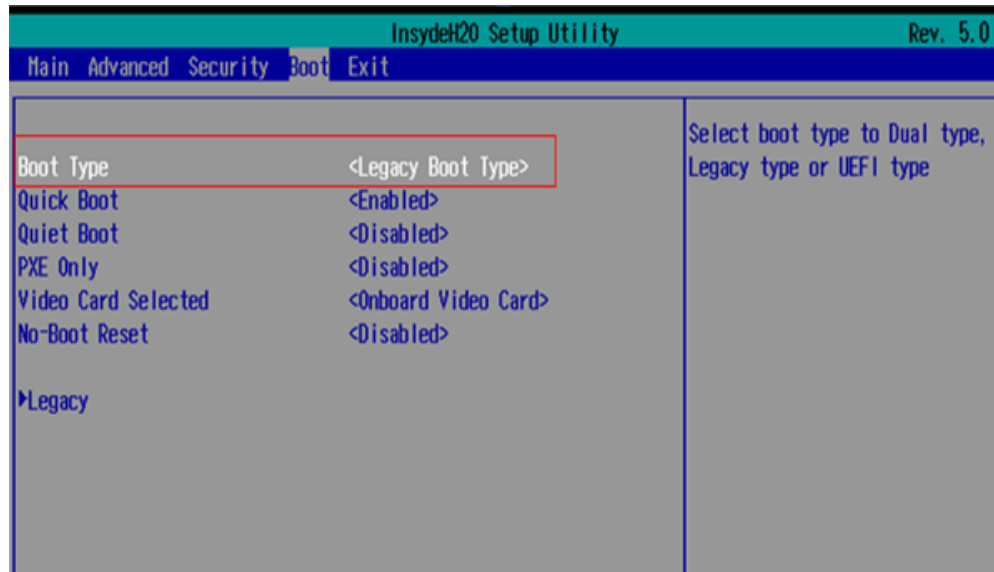 InsydeH20 Setup Utility Rev. 5.0
Main Advanced Security Boot Exit
Select boot type to Dual type,
Boot Type <Legacy Boot Type> Legacy type or UEFI type
Quick Boot <Enabled>
Quiet Boot <Disabled>
PXE Only <Disabled>
Video Card Selected <Onboard Video Card>
No-Boot Reset <Disabled>
▶Legacy